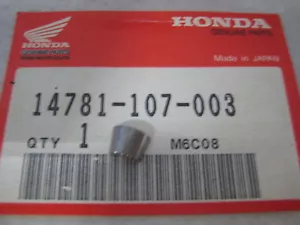 HONDA
GENUINE PARTS
HONDA
Made in JAPAN
14781-107-003
QTY 1
M6C08